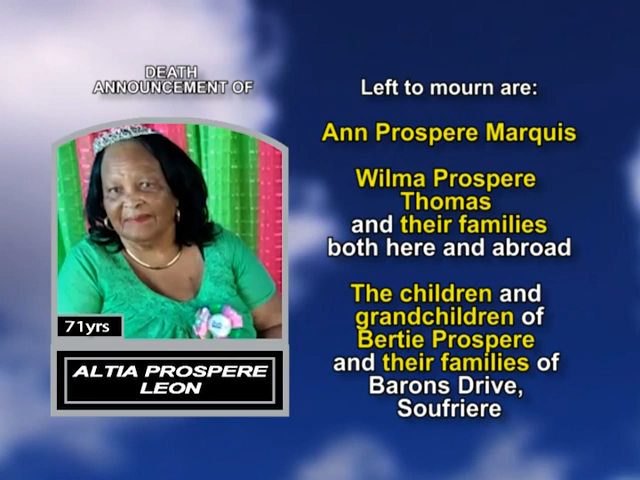 DEATH
ANNOUNCEMENT OF
71yrs
ALTIA PROSPERE
LEON
Left to mourn are:
Ann Prospere Marquis
Wilma Prospere
Thomas
and their families
both here and abroad
The children and
grandchildren of
Bertie Prospere
and their families of
Barons Drive,
Soufriere